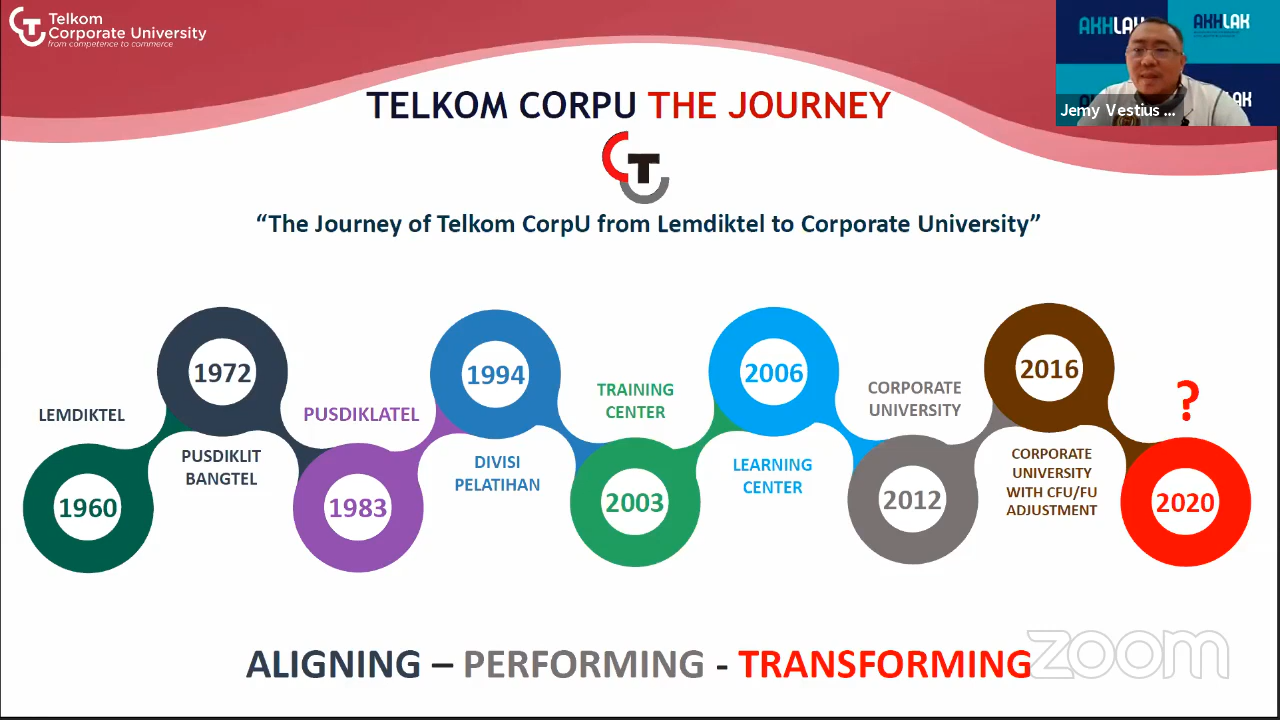 Telkom
Corporate University
from competence to commerce
AKHLAK
AKHLAK
Jemy Vestius ...
TELKOM CORPU THE JOURNEY
“The Journey of Telkom CorpU from Lemdiktel to Corporate University”
LEMDIKTEL
1960
1972
PUSDIKLIT
BANGTEL
PUSDIKLATEL
1983
1994
DIVISI
PELATIHAN
TRAINING
CENTER
2003
2006
LEARNING
CENTER
CORPORATE
UNIVERSITY
2012
2016
CORPORATE
UNIVERSITY
WITH CFU/FU
ADJUSTMENT
?
2020
ALIGNING – PERFORMING - TRANSFORMING
zoom